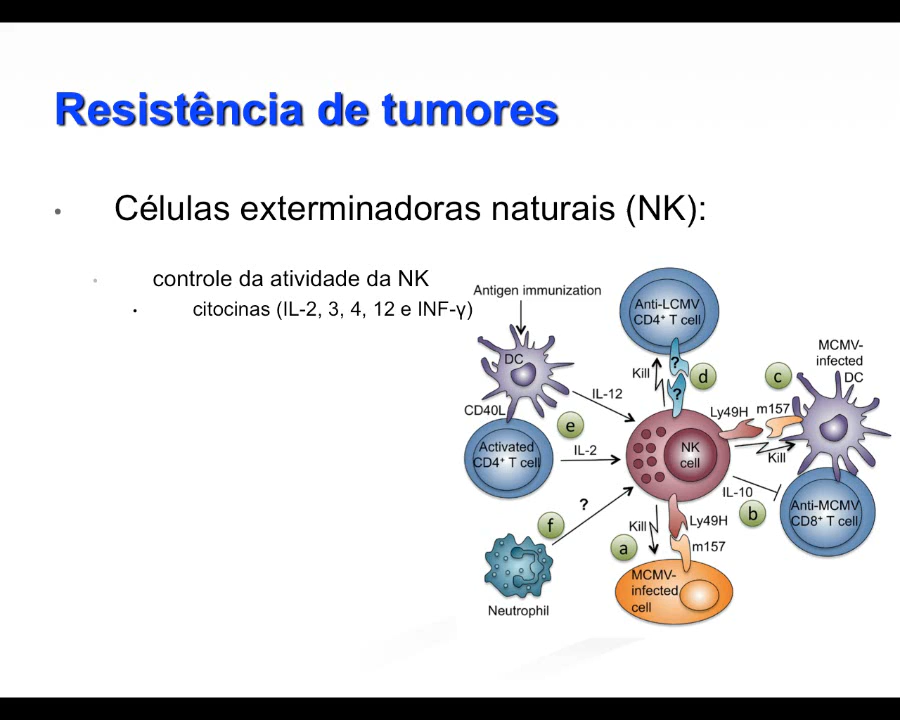 Resistência de tumores
• Células exterminadoras naturais (NK):
• controle da atividade da NK
• citocinas (IL-2, 3, 4, 12 e INF-γ)
Antigen immunization
DC
CD40L
Activated
CD4⁺ T cell
IL-12
e
IL-2
?
f
Neutrophil
Anti-LCMV
CD4⁺ T cell
Kill
?
?
d
NK
cell
c
MCMV-
infected
DC
Ly49H
m157
Kill
IL-10
b
Anti-MCMV
CD8⁺ T cell
Kill
a
Ly49H
m157
MCMV-
infected
cell